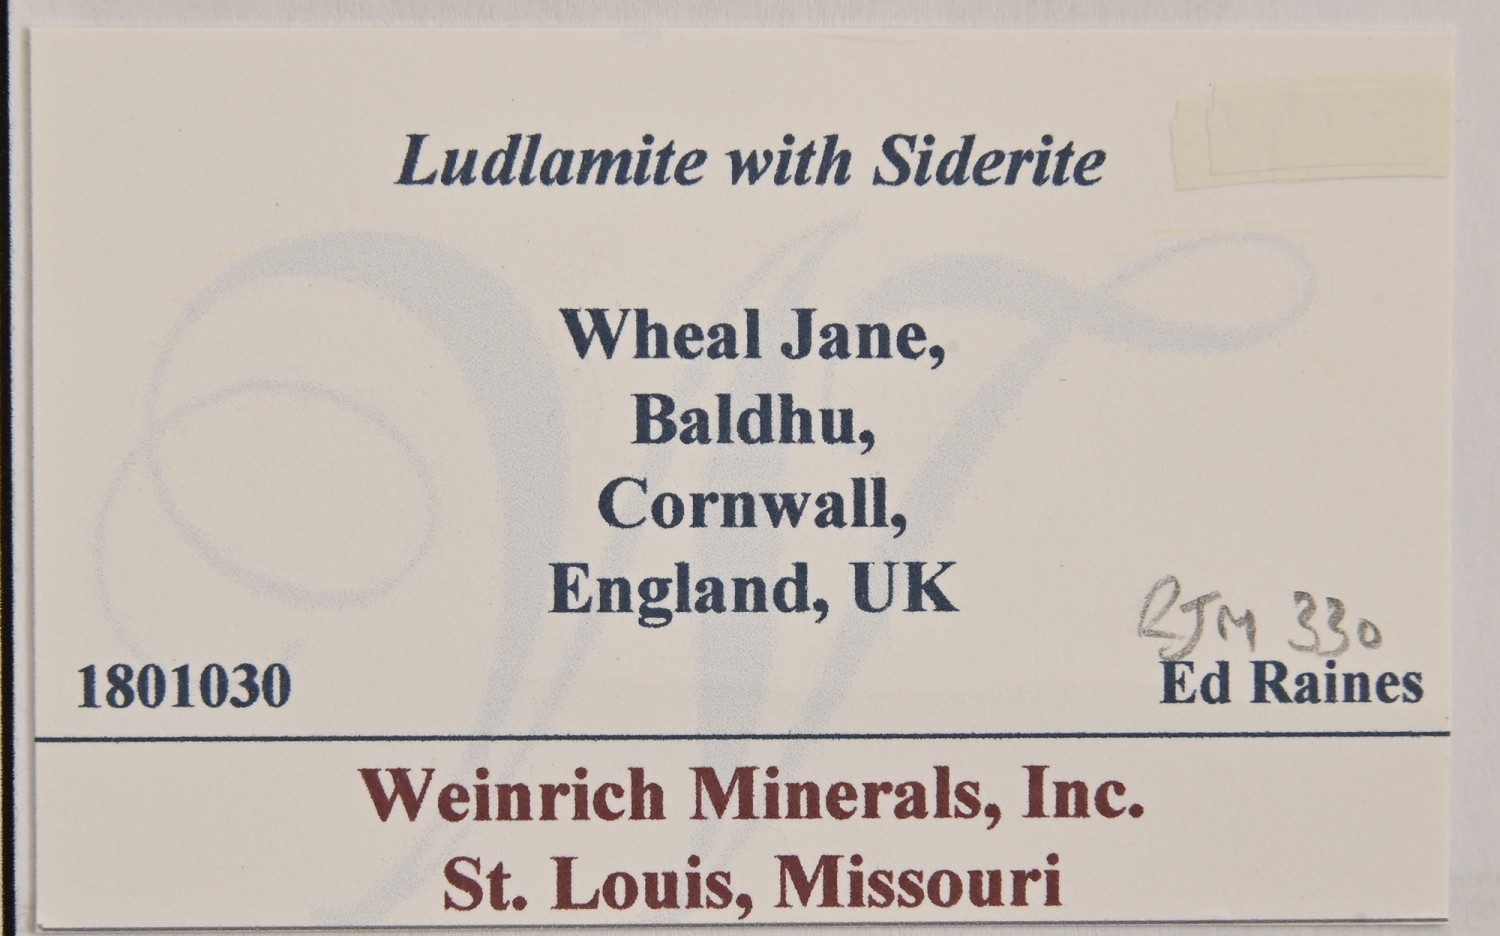 Ludlamite with Siderite
Wheal Jane,
Baldhu,
Cornwall,
England, UK
RJM 330
1801030
Ed Raines
Weinrich Minerals, Inc.
St. Louis, Missouri